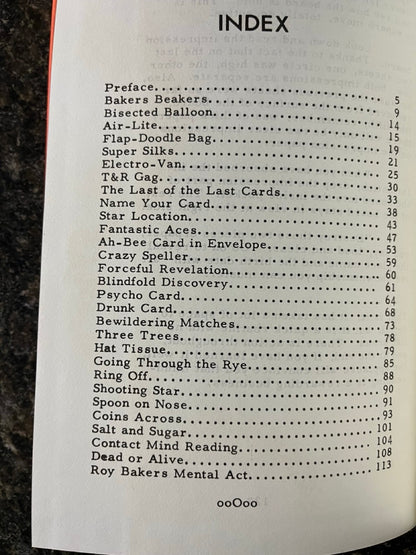 INDEX
Preface................5
Bakers Beakers................9
Bisected Balloon................14
Air-Lite................15
Flap-Doodle Bag................19
Super Silks................21
Electro-Van................25
T&R Gag................30
The Last of the Last Cards................33
Name Your Card................38
Star Location................43
Fantastic Aces................47
Ah-Bee Card in Envelope................53
Crazy Speller................59
Forceful Revelation................60
Blindfold Discovery................61
Psycho Card................64
Drunk Card................68
Bewildering Matches................73
Three Trees................78
Hat Tissue................79
Going Through the Rye................85
Ring Off................88
Shooting Star................90
Spoon on Nose................91
Coins Across................93
Salt and Sugar................101
Contact Mind Reading................104
Dead or Alive................108
Roy Bakers Mental Act................113
ooOoo